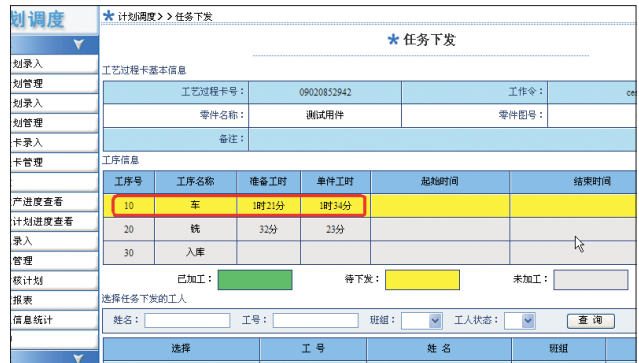 划调度
计划调度>>任务下发
任务下发
划录入
划管理
划录入
划管理
卡录入
卡管理
产进度查看
计划进度查看
录入
管理
核计划
报表
信息统计
工艺过程卡基本信息
工艺过程卡号： 09020852942 工作令： ces
零件名称： 测试用件 零件图号：
备注：
工序信息
工序号 工序名称 准备工时 单件工时 起始时间 结束时间
10 车 1时21分 1时34分
20 铣 32分 23分
30 入库
已加工： 待下发： 未加工：
选择任务下发的工人
姓名： 工号： 班组： 工人状态： 查 询
选择 工 号 姓 名 班组